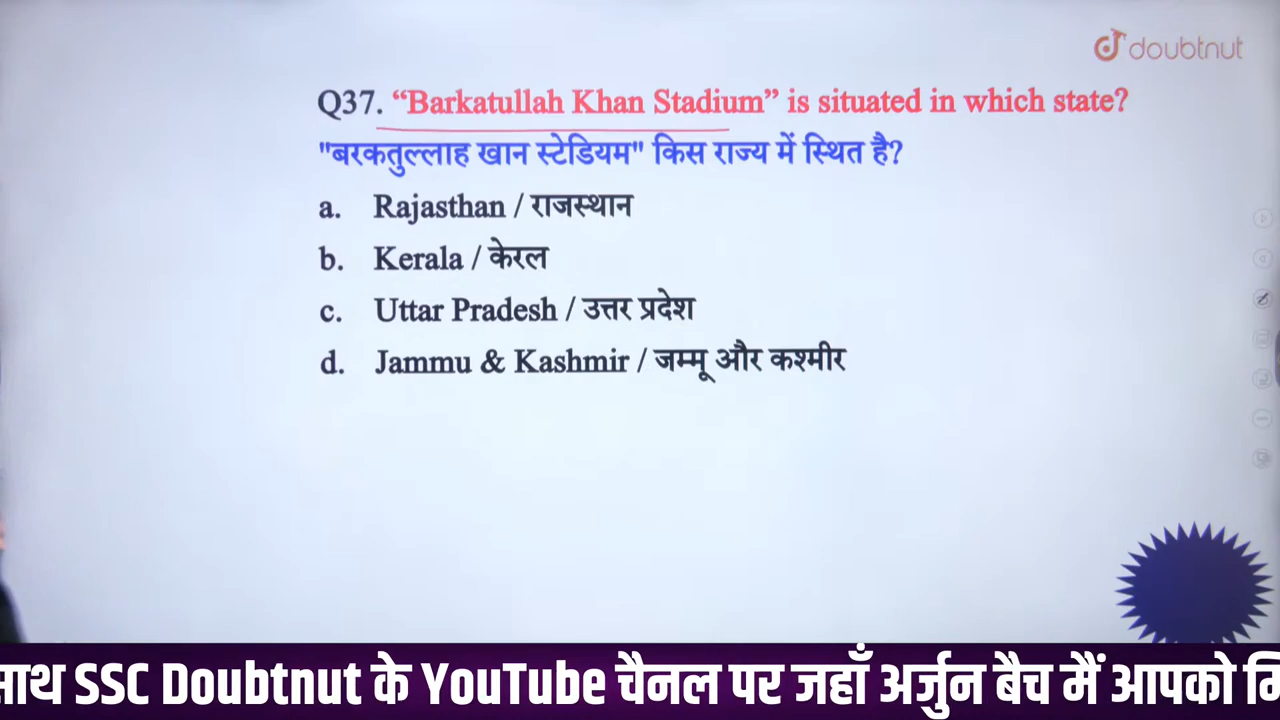 doubtnut
Q37. “Barkatullah Khan Stadium” is situated in which state?
"बरकतुल्लाह खान स्टेडियम" किस राज्य में स्थित है?
a. Rajasthan / राजस्थान
b. Kerala / केरल
c. Uttar Pradesh / उत्तर प्रदेश
d. Jammu & Kashmir / जम्मू और कश्मीर
साथ SSC Doubtnut के YouTube चैनल पर जहाँ अर्जुन बैच मैं आपको